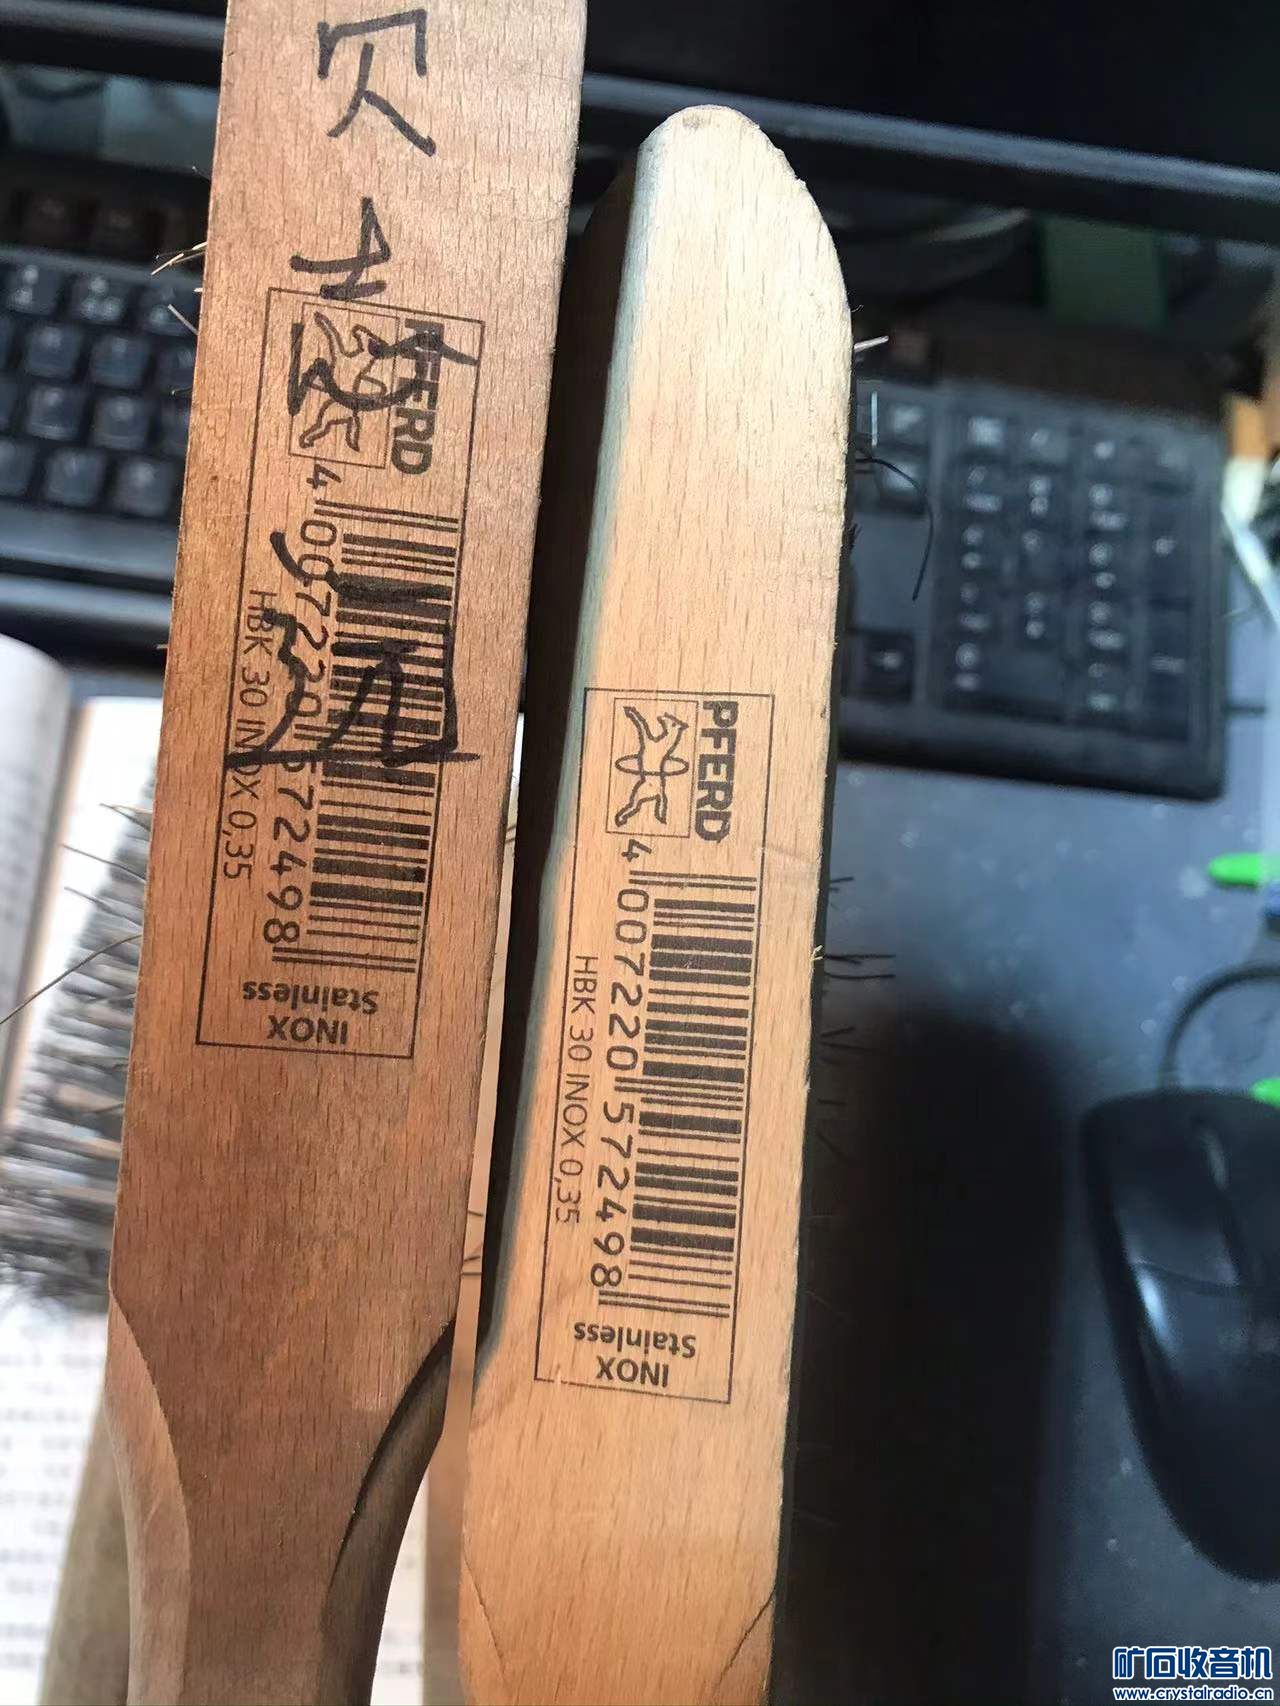 PFERD
4 007220 572498
HBK 30 INOX 0,35
INOX
Stainless
PFERD
4 007220 572498
HBK 30 INOX 0,35
INOX
Stainless
矿石收音机
www.crystalradio.cn